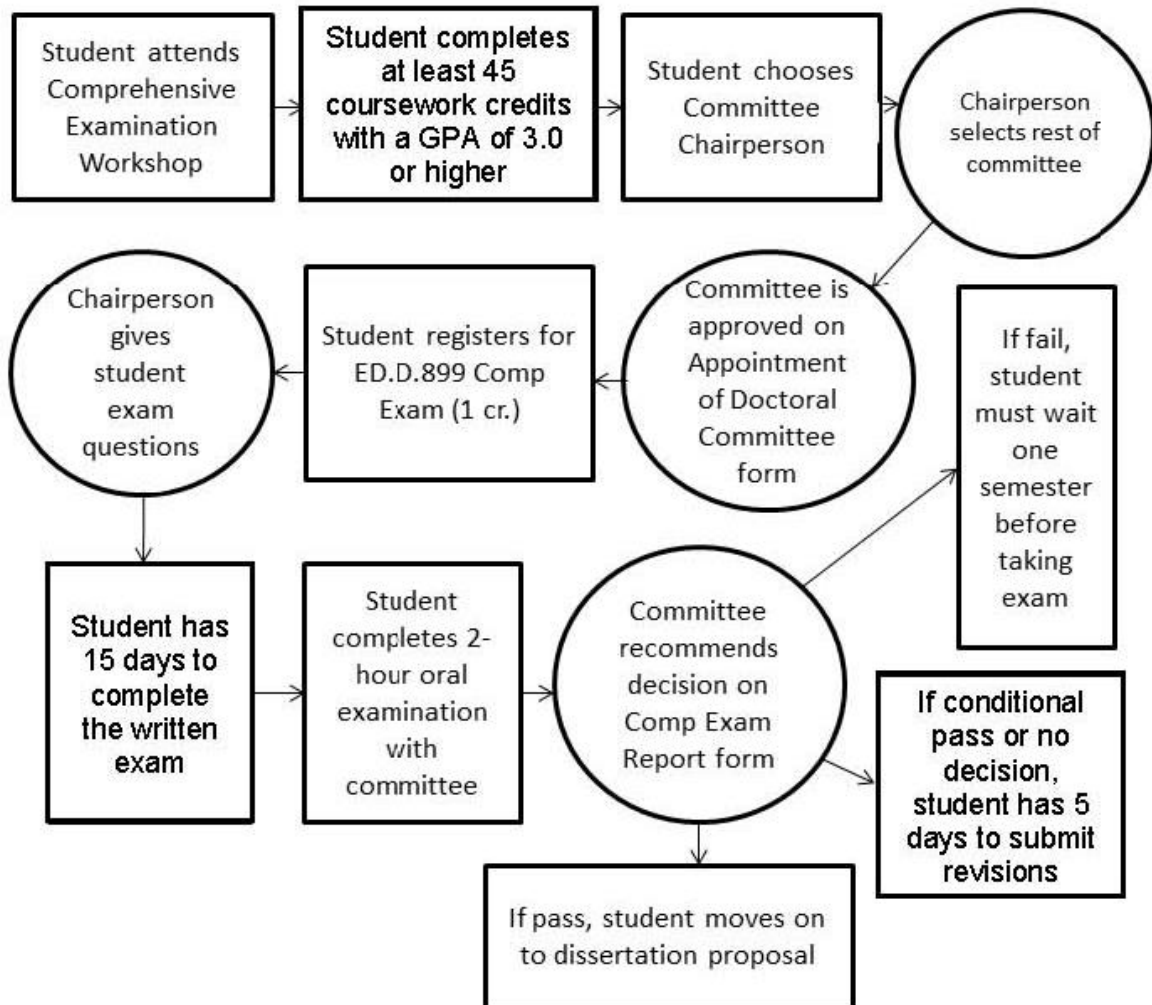 Student attends
Comprehensive
Examination
Workshop
Student completes
at least 45
coursework credits
with a GPA of 3.0
or higher
Student chooses
Committee
Chairperson
Chairperson
selects rest of
committee
Committee is
approved on
Appointment
of Doctoral
Committee
form
Student registers for
ED.D.899 Comp
Exam (1 cr.)
Chairperson
gives
student
exam
questions
Student has
15 days to
complete
the written
exam
Student
completes 2-
hour oral
examination
with
committee
Committee
recommends
decision on
Comp Exam
Report form
If fail,
student
must wait
one
semester
before
taking
exam
If conditional
pass or no
decision,
student has 5
days to submit
revisions
If pass, student moves on
to dissertation proposal